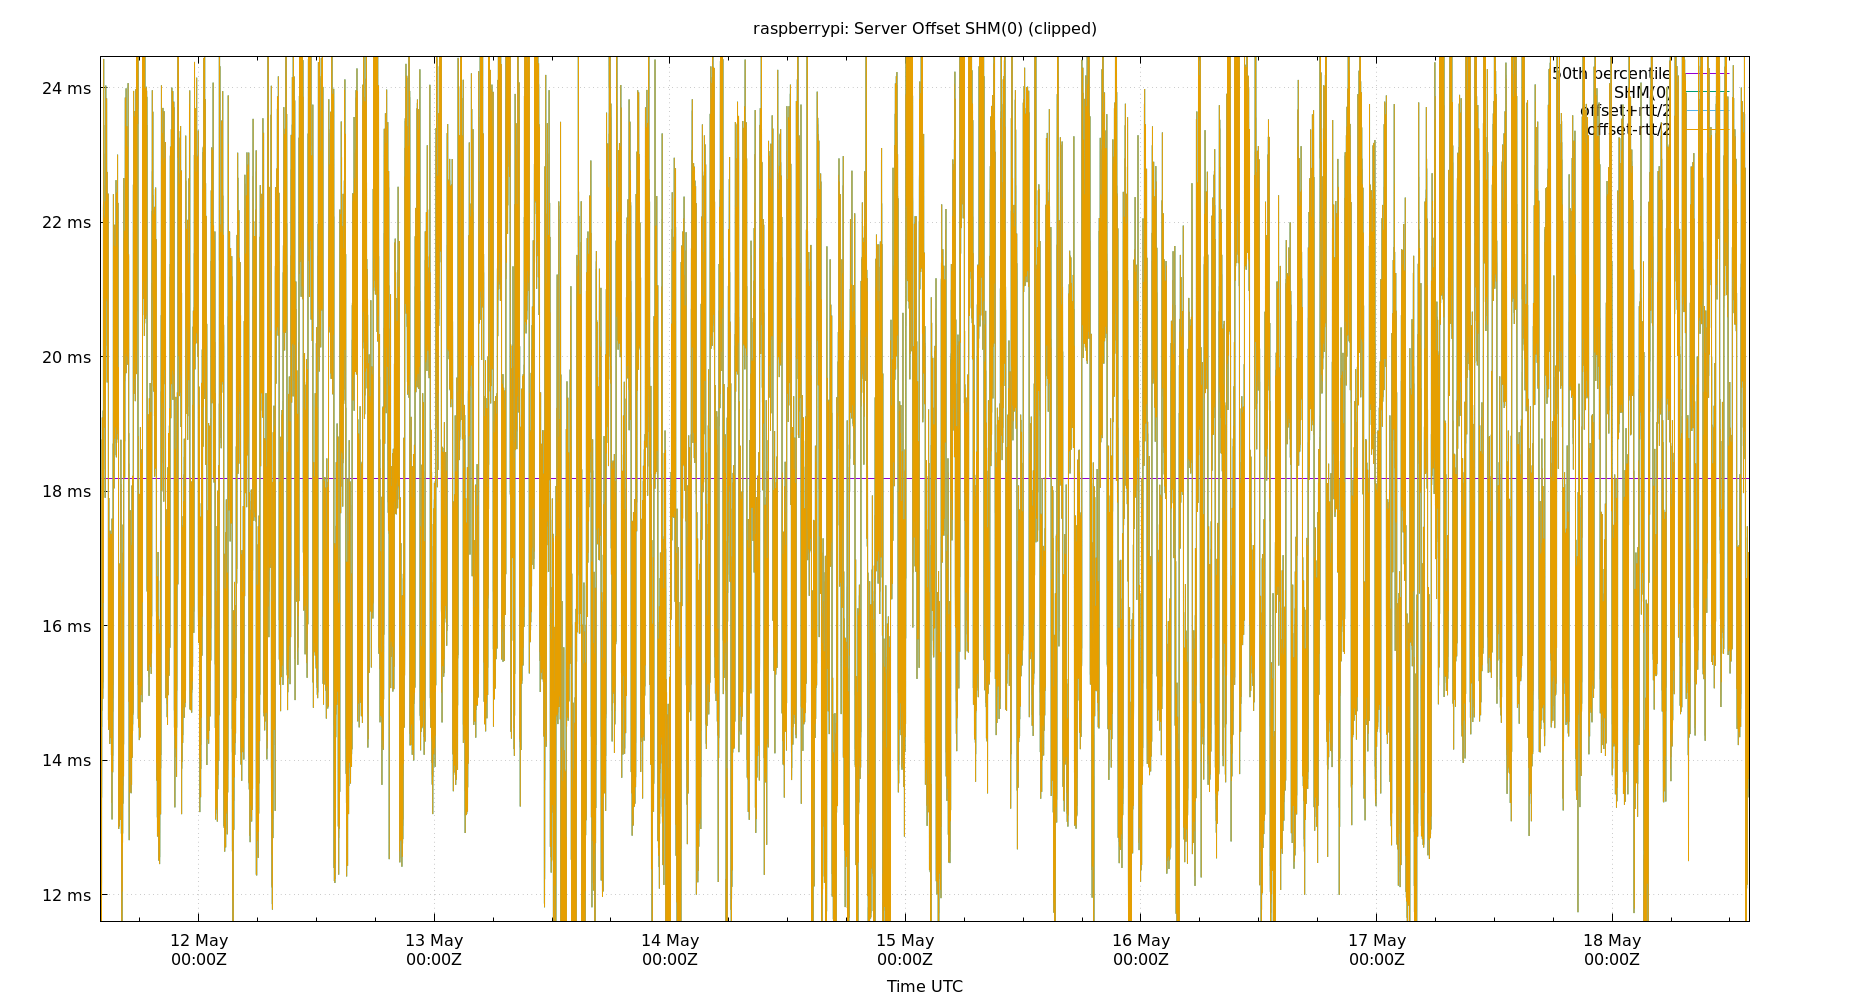 raspberrypi: Server Offset SHM(0) (clipped)
24 ms
22 ms
20 ms
18 ms
16 ms
14 ms
12 ms
50th percentile
SHM(0)
offset+rtt/2
offset-rtt/2
12 May
00:00Z
13 May
00:00Z
14 May
00:00Z
15 May
00:00Z
16 May
00:00Z
17 May
00:00Z
18 May
00:00Z
Time UTC